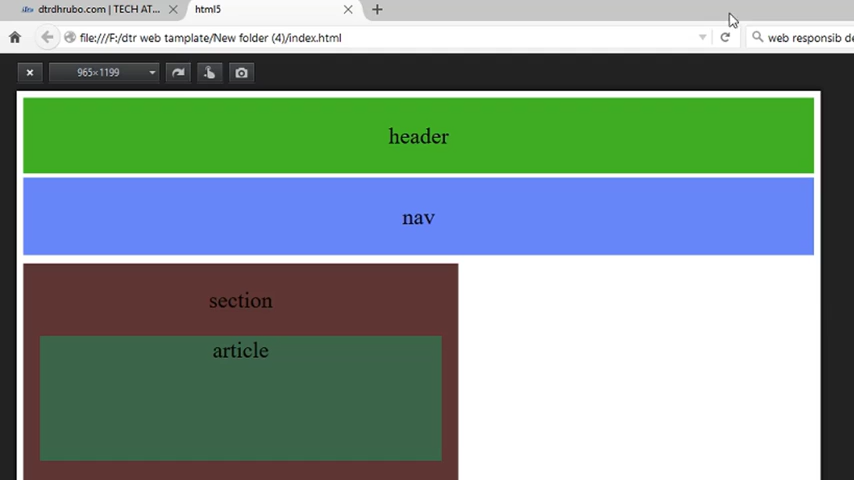 dtrdhrubo.com | TECH AT...
html5
file:///F:/dtr web tamplate/New folder (4)/index.html
web responsib de
965×1199
header
nav
section
article